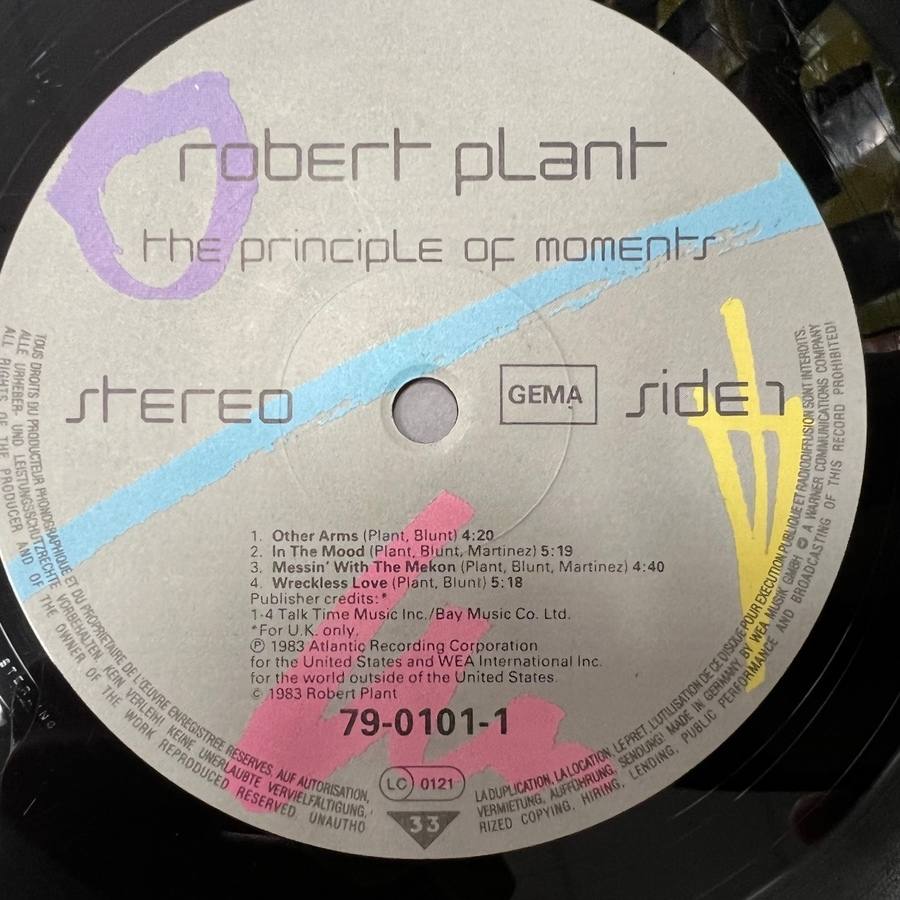 robert plant
the principle of moments
stereo
GEMA
side 1
1. Other Arms (Plant, Blunt) 4:20
2. In The Mood (Plant, Blunt, Martinez) 5:19
3. Messin' With The Mekon (Plant, Blunt, Martinez) 4:40
4. Wreckless Love (Plant, Blunt) 5:18
Publisher credits:*
1-4 Talk Time Music Inc./Bay Music Co. Ltd.
*For U.K. only.
℗ 1983 Atlantic Recording Corporation
for the United States and WEA International Inc.
for the world outside of the United States.
© 1983 Robert Plant
79-0101-1
LC 0121
33
TOUS DROITS DU PRODUCTEUR PHONOGRAPHIQUE ET DU PROPRIETAIRE DE L'ŒUVRE ENREGISTREE RESERVES, AUF AUTORISATION,
ALLE URHEBER- UND LEISTUNGSSCHUTZRECHTE VORBEHALTEN, KEIN VERLEIH! KEINE UNERLAUBTE VERVIELFÄLTIGUNG,
ALL RIGHTS OF THE PRODUCER AND OF THE OWNER OF THE WORK REPRODUCED RESERVED, UNAUTHO
LA DUPLICATION, LA LOCATION, LE PRET, L'UTILISATION DE CE DISQUE POUR EXECUTION PUBLIQUE ET RADIODIFFUSION SONT INTERDITS.
VERMIETUNG, AUFFÜHRUNG, SENDUNG! MADE IN GERMANY BY WEA MUSIK GMBH A WARNER COMMUNICATIONS COMPANY
RIZED COPYING, HIRING, LENDING, PUBLIC PERFORMANCE AND BROADCASTING OF THIS RECORD PROHIBITED!